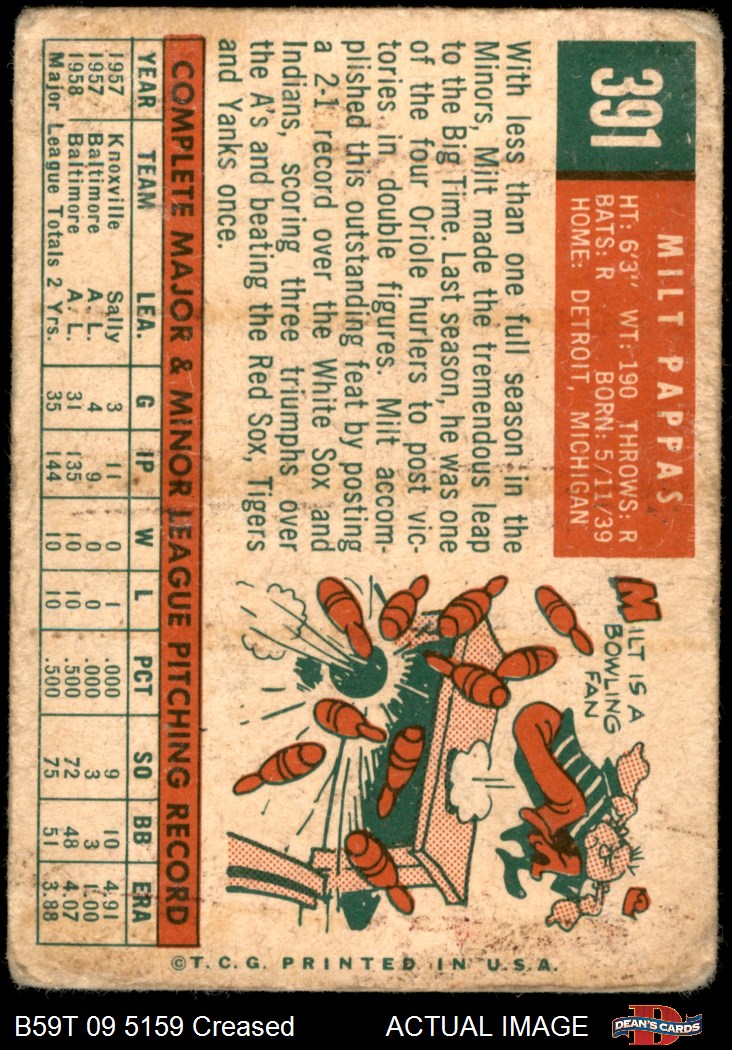 391
MILT PAPPAS
HT: 6'3" WT: 190 THROWS: R
BATS: R BORN: 5/11/39
HOME: DETROIT, MICHIGAN
With less than one full season in the
Minors, Milt made the tremendous leap
to the Big Time. Last season, he was one
of the four Oriole hurlers to post vic-
tories in double figures. Milt accom-
plished this outstanding feat by posting
a 2-1 record over the White Sox and
Indians, scoring three triumphs over
the A's and beating the Red Sox, Tigers
and Yanks once.
MILT IS A
BOWLING
FAN
COMPLETE MAJOR & MINOR LEAGUE PITCHING RECORD
YEAR TEAM LEA. G IP W L PCT SO BB ERA
1957 Knoxville Sally 3 11 0 1 .000 9 10 4.91
1957 Baltimore A. L. 4 9 0 0 .000 3 3 1.00
1958 Baltimore A. L. 31 135 10 10 .500 72 48 4.07
Major League Totals 2 Yrs. 35 144 10 10 .500 75 51 3.88
©T.C.G. PRINTED IN U.S.A.
B59T 09 5159 Creased ACTUAL IMAGE
D
DEAN'S CARDS